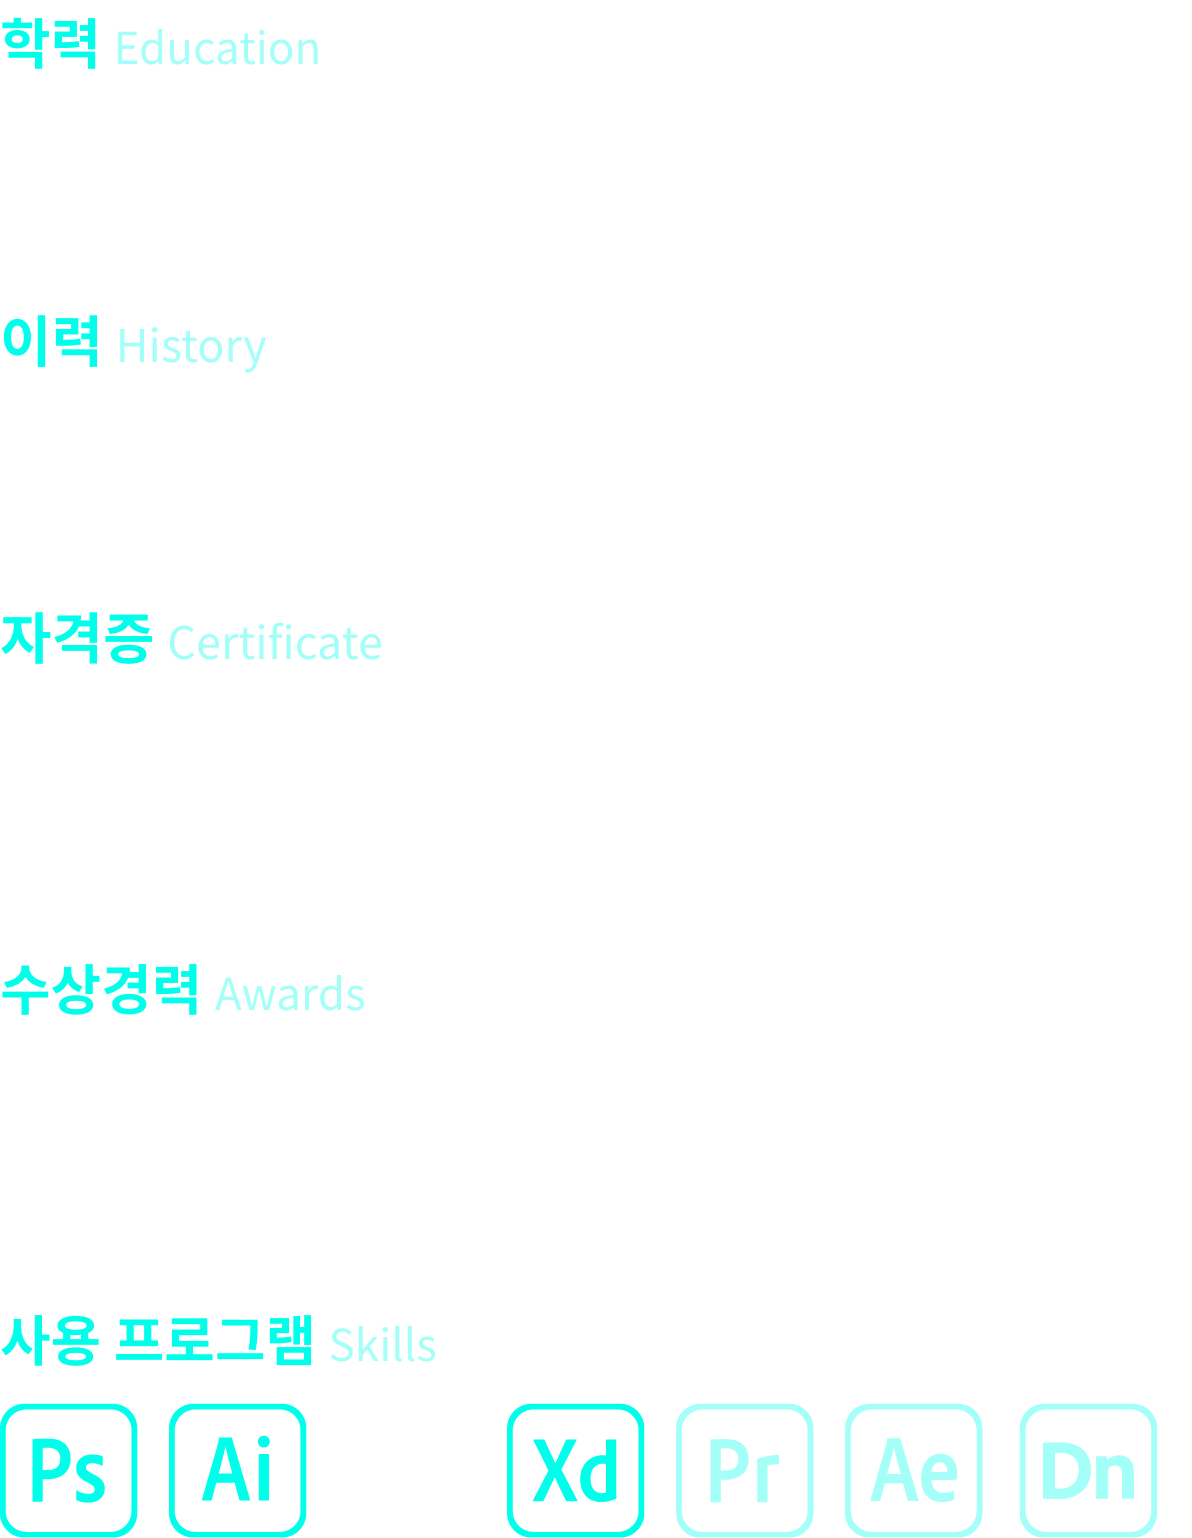 학력 Education
이력 History
자격증 Certificate
수상경력 Awards
사용 프로그램 Skills
Ps Ai Xd Pr Ae Dn